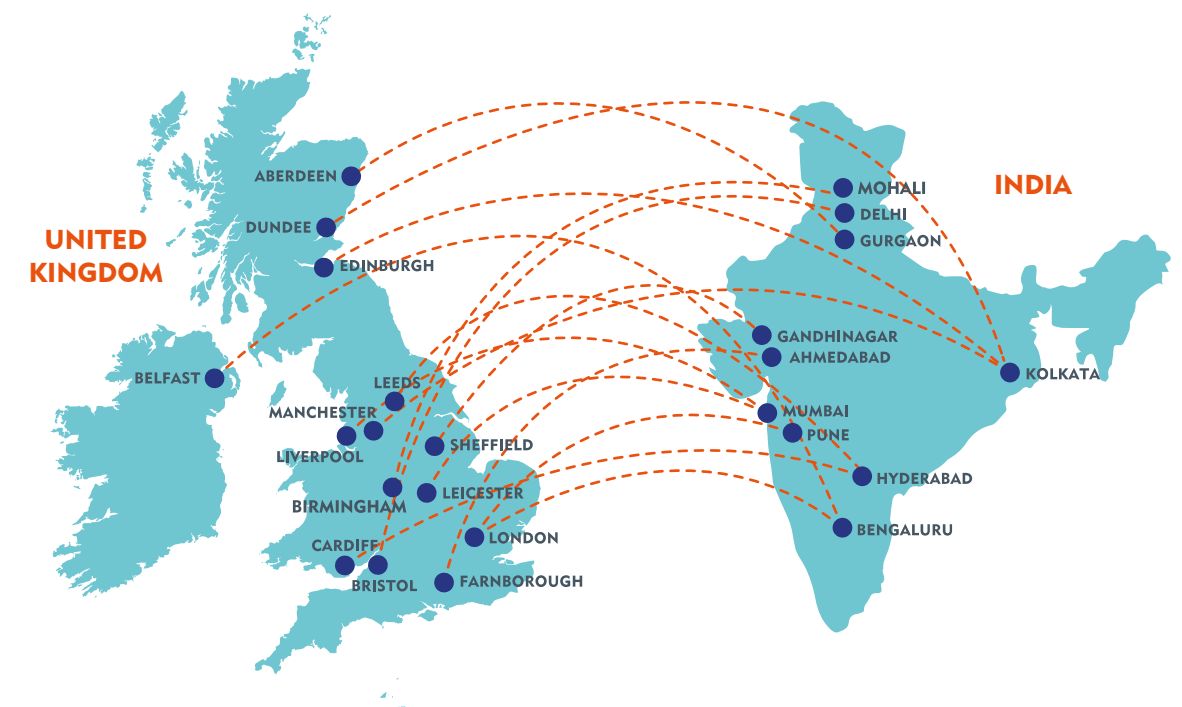 UNITED
KINGDOM
INDIA
ABERDEEN
DUNDEE
EDINBURGH
BELFAST
LEEDS
MANCHESTER
LIVERPOOL
SHEFFIELD
BIRMINGHAM
LEICESTER
LONDON
CARDIFF
BRISTOL
FARNBOROUGH
MOHALI
DELHI
GURGAON
GANDHINAGAR
AHMEDABAD
KOLKATA
MUMBAI
PUNE
HYDERABAD
BENGALURU